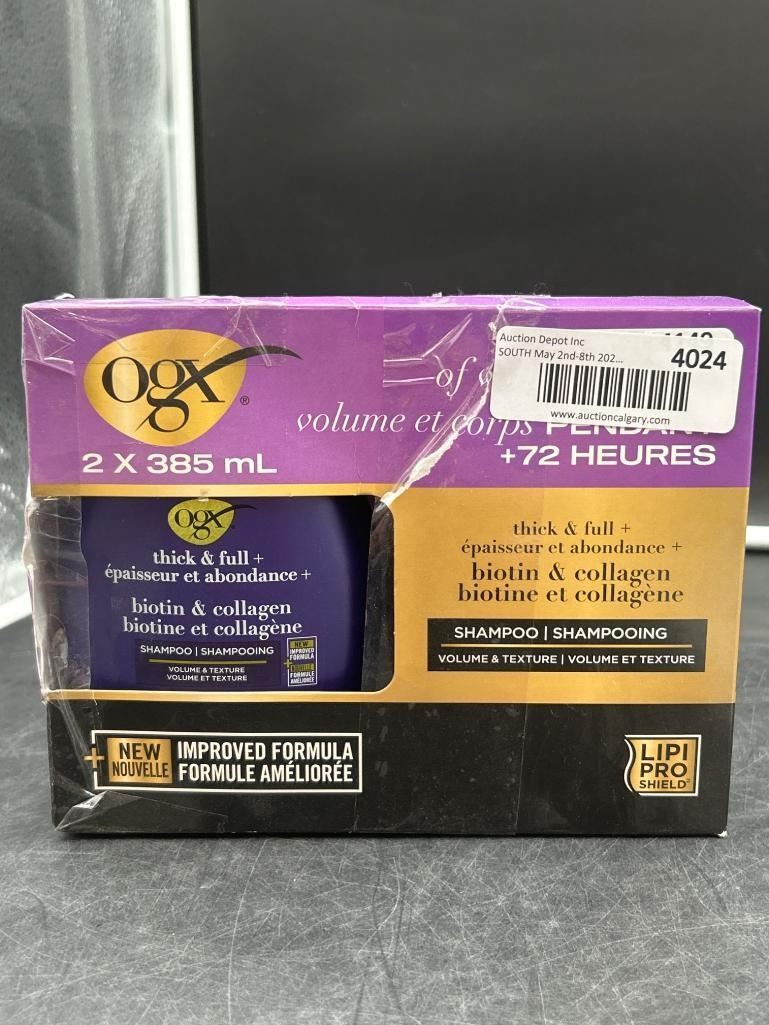 ogx®
2 X 385 mL
of
volume et corps PENDANT
+72 HEURES
Auction Depot Inc
SOUTH May 2nd-8th 202...
4024
www.auctioncalgary.com
ogx
thick & full +
épaisseur et abondance +
biotin & collagen
biotine et collagène
SHAMPOO | SHAMPOOING
VOLUME & TEXTURE
VOLUME ET TEXTURE
NEW
IMPROVED
FORMULA
+
NOUVELLE
FORMULE
AMÉLIORÉE
thick & full +
épaisseur et abondance +
biotin & collagen
biotine et collagène
SHAMPOO | SHAMPOOING
VOLUME & TEXTURE | VOLUME ET TEXTURE
+ NEW NOUVELLE
IMPROVED FORMULA
FORMULE AMÉLIORÉE
LIPI
PRO
SHIELD